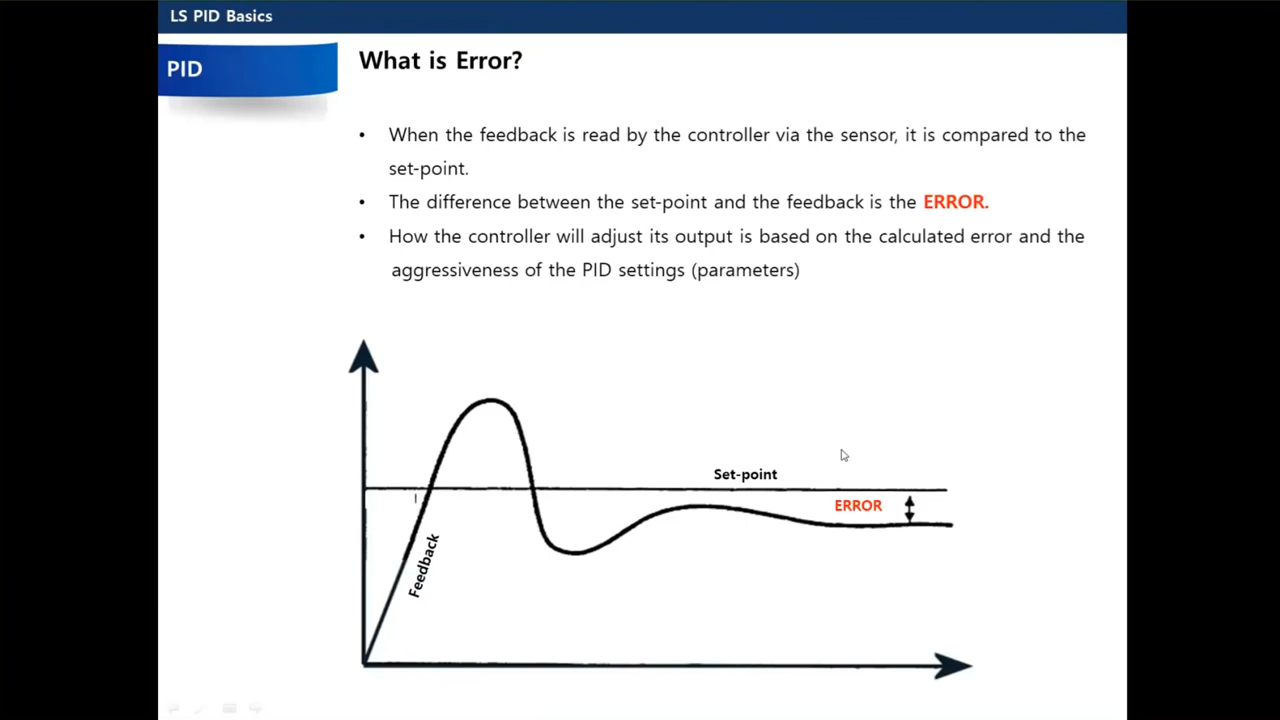 LS PID Basics
PID
What is Error?
• When the feedback is read by the controller via the sensor, it is compared to the
set-point.
• The difference between the set-point and the feedback is the ERROR.
• How the controller will adjust its output is based on the calculated error and the
aggressiveness of the PID settings (parameters)
Set-point
ERROR
Feedback